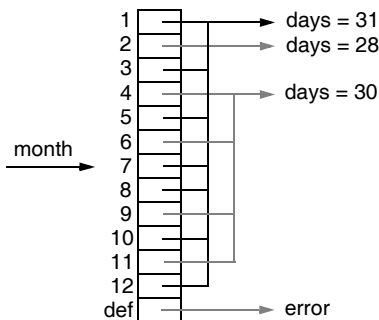 1 days = 31
2 days = 28
3
4 days = 30
5
6
month
7
8
9
10
11
12
def error